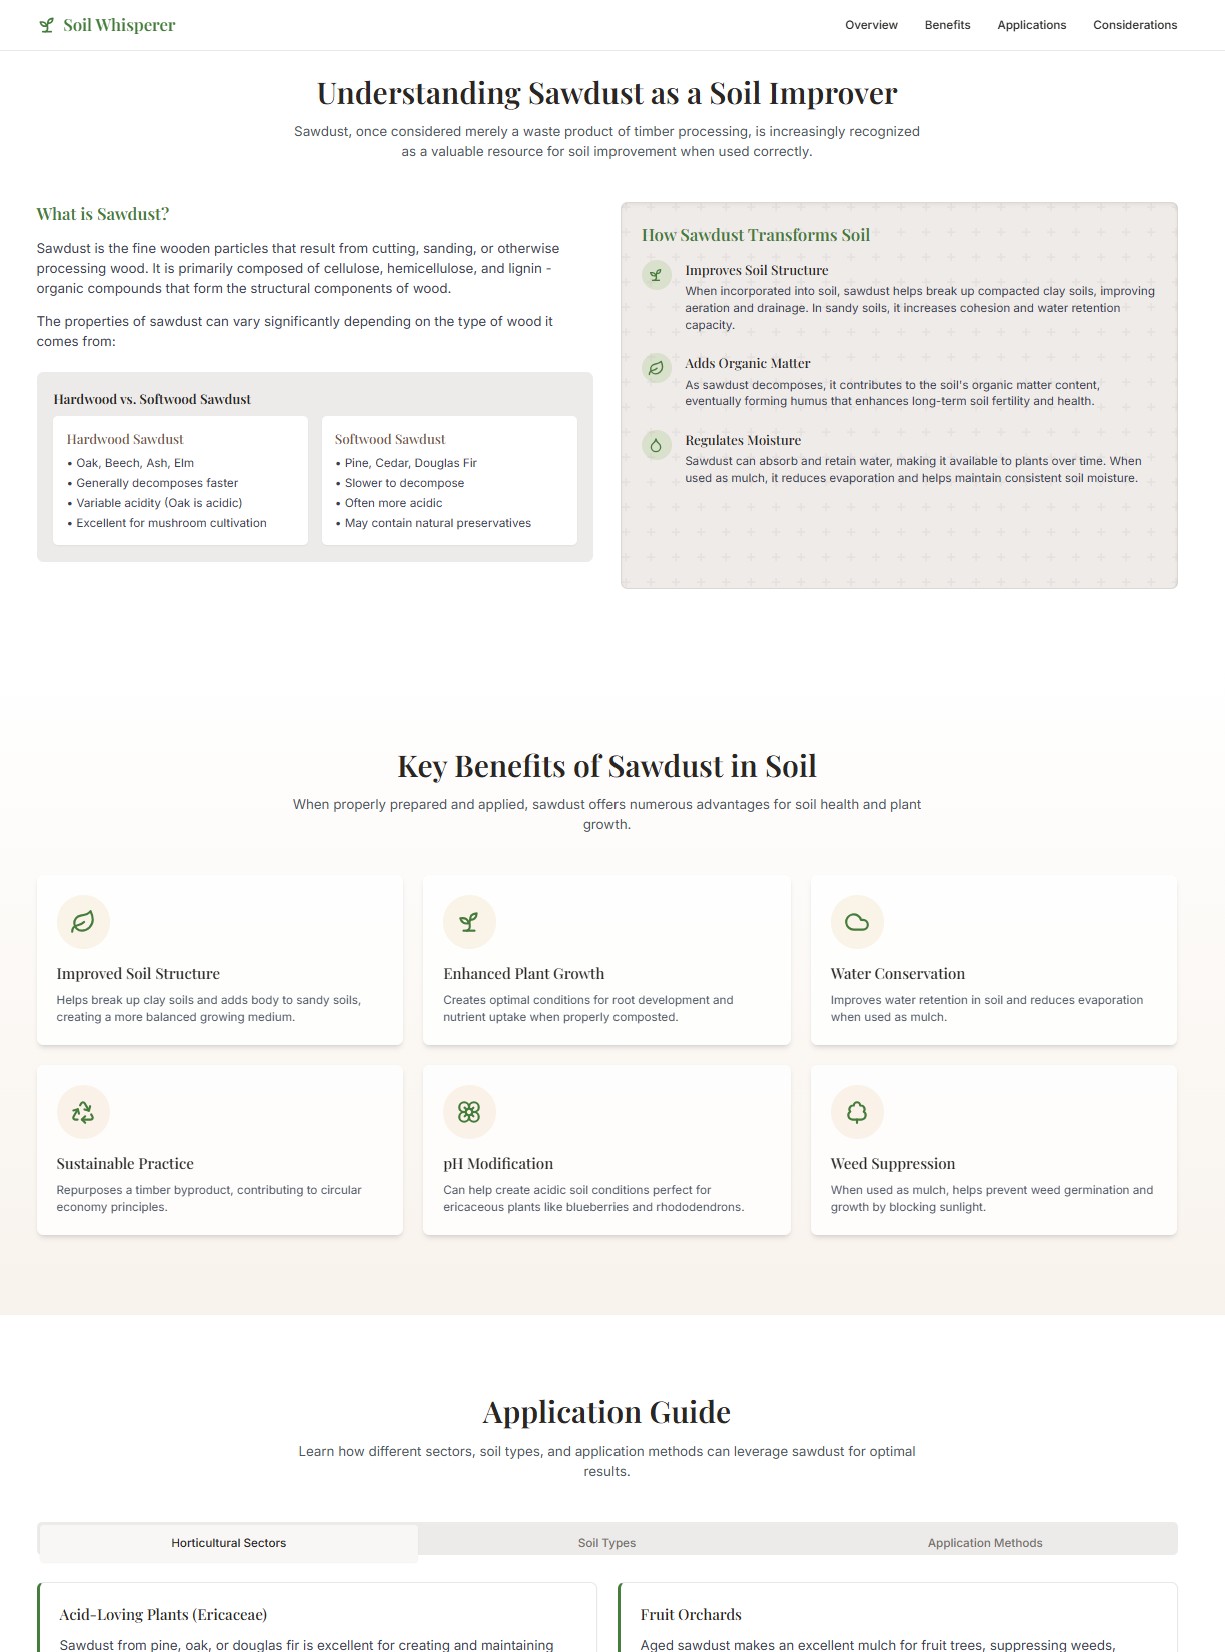 Soil Whisperer
Overview
Benefits
Applications
Considerations
Understanding Sawdust as a Soil Improver
Sawdust, once considered merely a waste product of timber processing, is increasingly recognized
as a valuable resource for soil improvement when used correctly.
What is Sawdust?
Sawdust is the fine wooden particles that result from cutting, sanding, or otherwise
processing wood. It is primarily composed of cellulose, hemicellulose, and lignin -
organic compounds that form the structural components of wood.
The properties of sawdust can vary significantly depending on the type of wood it
comes from:
Hardwood vs. Softwood Sawdust
Hardwood Sawdust
• Oak, Beech, Ash, Elm
• Generally decomposes faster
• Variable acidity (Oak is acidic)
• Excellent for mushroom cultivation
Softwood Sawdust
• Pine, Cedar, Douglas Fir
• Slower to decompose
• Often more acidic
• May contain natural preservatives
How Sawdust Transforms Soil
Improves Soil Structure
When incorporated into soil, sawdust helps break up compacted clay soils, improving
aeration and drainage. In sandy soils, it increases cohesion and water retention
capacity.
Adds Organic Matter
As sawdust decomposes, it contributes to the soil's organic matter content,
eventually forming humus that enhances long-term soil fertility and health.
Regulates Moisture
Sawdust can absorb and retain water, making it available to plants over time. When
used as mulch, it reduces evaporation and helps maintain consistent soil moisture.
Key Benefits of Sawdust in Soil
When properly prepared and applied, sawdust offers numerous advantages for soil health and plant
growth.
Improved Soil Structure
Helps break up clay soils and adds body to sandy soils,
creating a more balanced growing medium.
Enhanced Plant Growth
Creates optimal conditions for root development and
nutrient uptake when properly composted.
Water Conservation
Improves water retention in soil and reduces evaporation
when used as mulch.
Sustainable Practice
Repurposes a timber byproduct, contributing to circular
economy principles.
pH Modification
Can help create acidic soil conditions perfect for
ericaceous plants like blueberries and rhododendrons.
Weed Suppression
When used as mulch, helps prevent weed germination and
growth by blocking sunlight.
Application Guide
Learn how different sectors, soil types, and application methods can leverage sawdust for optimal
results.
Horticultural Sectors
Soil Types
Application Methods
Acid-Loving Plants (Ericaceae)
Sawdust from pine, oak, or douglas fir is excellent for creating and maintaining
Fruit Orchards
Aged sawdust makes an excellent mulch for fruit trees, suppressing weeds,